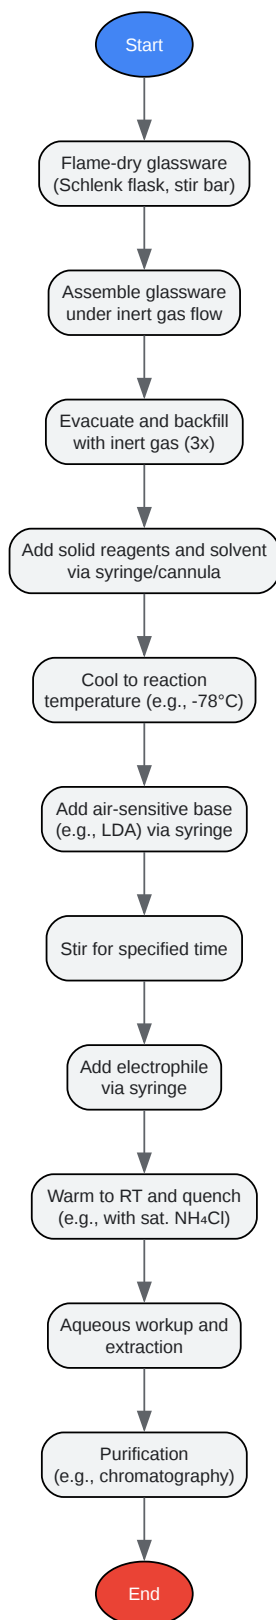 Start
Flame-dry glassware
(Schlenk flask, stir bar)
Assemble glassware
under inert gas flow
Evacuate and backfill
with inert gas (3x)
Add solid reagents and solvent
via syringe/cannula
Cool to reaction
temperature (e.g., -78°C)
Add air-sensitive base
(e.g., LDA) via syringe
Stir for specified time
Add electrophile
via syringe
Warm to RT and quench
(e.g., with sat. NH₄Cl)
Aqueous workup and
extraction
Purification
(e.g., chromatography)
End